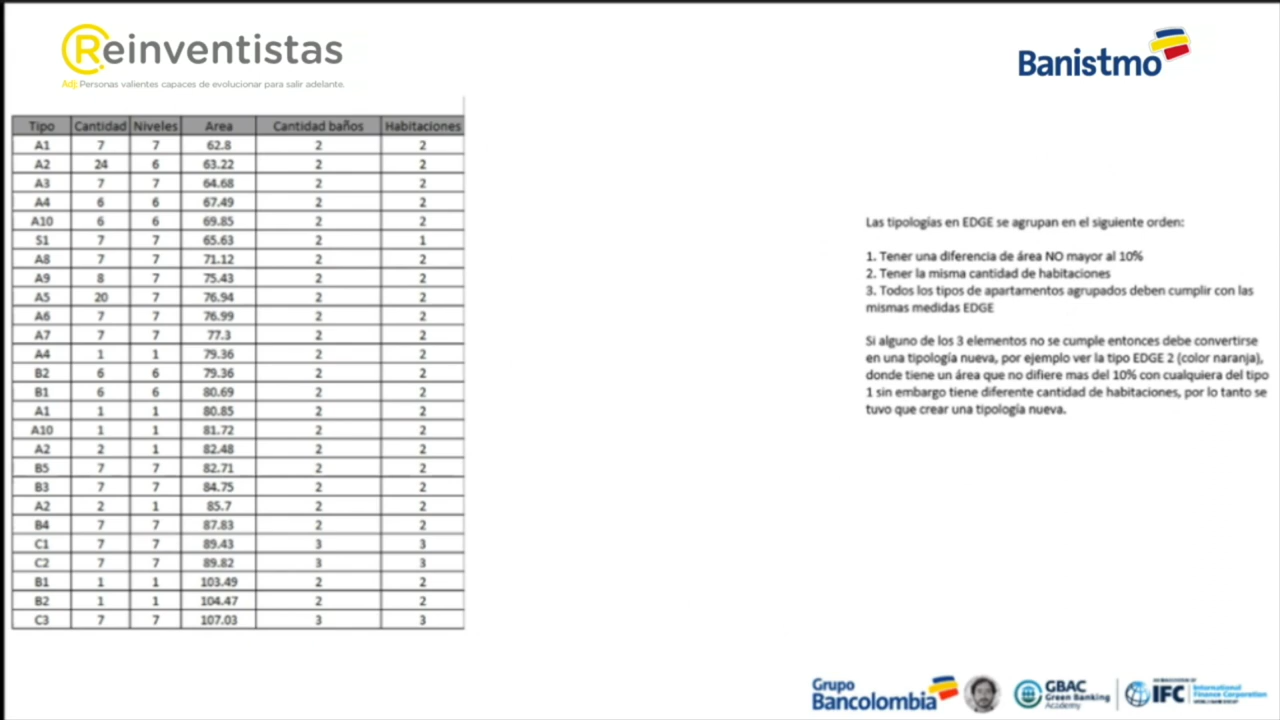 Reinventistas
Adj: Personas valientes capaces de evolucionar para salir adelante.
Banistmo
Tipo Cantidad Niveles Area Cantidad baños Habitaciones
A1 7 7 62.8 2 2
A2 24 6 63.22 2 2
A3 7 7 64.68 2 2
A4 6 6 67.49 2 2
A10 6 6 69.85 2 2
S1 7 7 65.63 2 1
A8 7 7 71.12 2 2
A9 8 7 75.43 2 2
A5 20 7 76.94 2 2
A6 7 7 76.99 2 2
A7 7 7 77.3 2 2
A4 1 1 79.36 2 2
B2 6 6 79.36 2 2
B1 6 6 80.69 2 2
A1 1 1 80.85 2 2
A10 1 1 81.72 2 2
A2 2 1 82.48 2 2
B5 7 7 82.71 2 2
B3 7 7 84.75 2 2
A2 2 1 85.7 2 2
B4 7 7 87.83 2 2
C1 7 7 89.43 3 3
C2 7 7 89.82 3 3
B1 1 1 103.49 2 2
B2 1 1 104.47 2 2
C3 7 7 107.03 3 3
Las tipologías en EDGE se agrupan en el siguiente orden:
1. Tener una diferencia de área NO mayor al 10%
2. Tener la misma cantidad de habitaciones
3. Todos los tipos de apartamentos agrupados deben cumplir con las
mismas medidas EDGE
Si alguno de los 3 elementos no se cumple entonces debe convertirse
en una tipología nueva, por ejemplo ver la tipo EDGE 2 (color naranja),
donde tiene un área que no difiere mas del 10% con cualquiera del tipo
1 sin embargo tiene diferente cantidad de habitaciones, por lo tanto se
tuvo que crear una tipología nueva.
Grupo
Bancolombia
GBAC
Green Banking
Academy
IFC
International
Finance Corporation
WORLD BANK GROUP